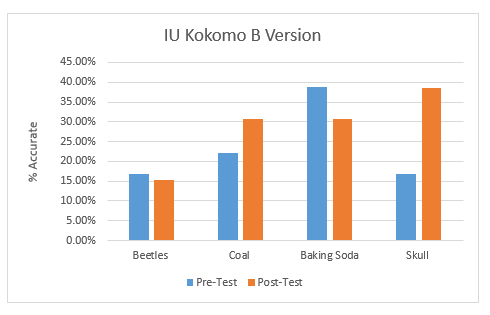 IU Kokomo B Version
% Accurate
45.00%
40.00%
35.00%
30.00%
25.00%
20.00%
15.00%
10.00%
5.00%
0.00%
Beetles Coal Baking Soda Skull
Pre-Test Post-Test